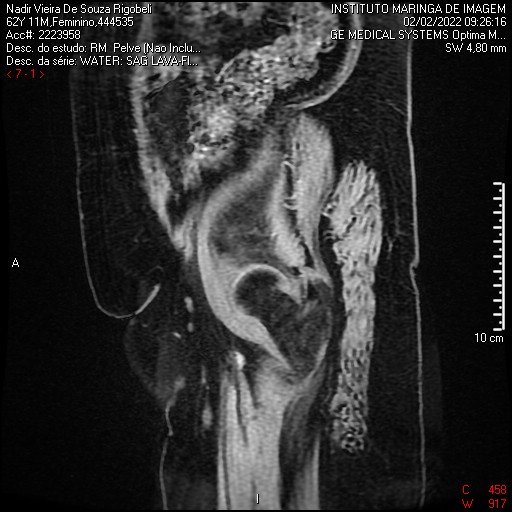 Nadir Vieira De Souza Rigobeli
62Y 11M,Feminino,444535
Acc#: 2223958
Desc. do estudo: RM Pelve (Nao Inclu...
Desc. da série: WATER: SAG LAVA-Fl...
< 7 - 1 >
INSTITUTO MARINGA DE IMAGEM
02/02/2022 09:26:16
GE MEDICAL SYSTEMS Optima M...
SW 4,80 mm
A
10 cm
I
C 458
W 917